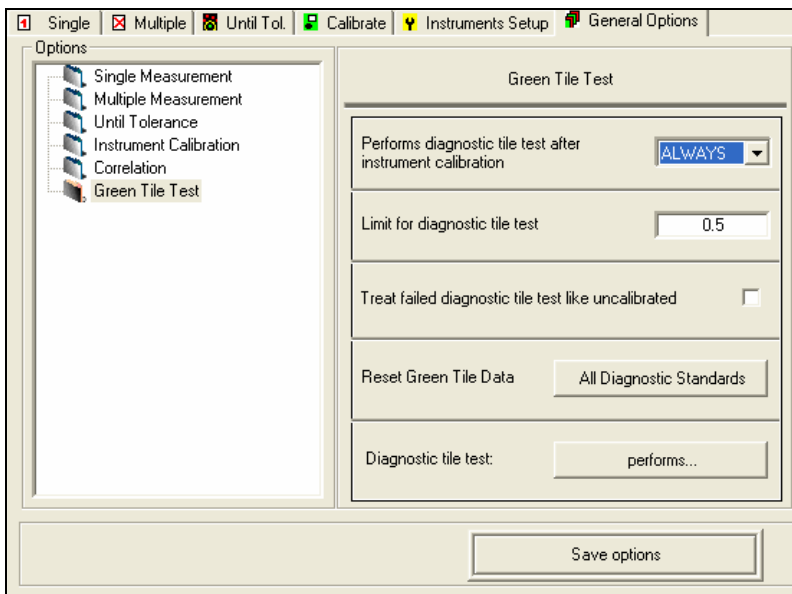 1 Single Multiple Until Tol. Calibrate Instruments Setup General Options
Options
Single Measurement
Multiple Measurement
Until Tolerance
Instrument Calibration
Correlation
Green Tile Test
Green Tile Test
Performs diagnostic tile test after
instrument calibration
ALWAYS
Limit for diagnostic tile test
0.5
Treat failed diagnostic tile test like uncalibrated
Reset Green Tile Data
All Diagnostic Standards
Diagnostic tile test:
performs...
Save options